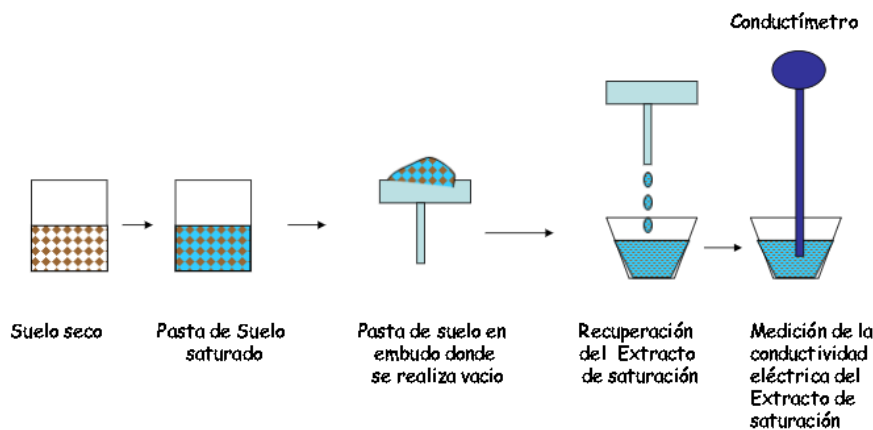 Conductímetro
Suelo seco
Pasta de Suelo
saturado
Pasta de suelo en
embudo donde
se realiza vacio
Recuperación
del Extracto
de saturación
Medición de la
conductividad
eléctrica del
Extracto de
saturación